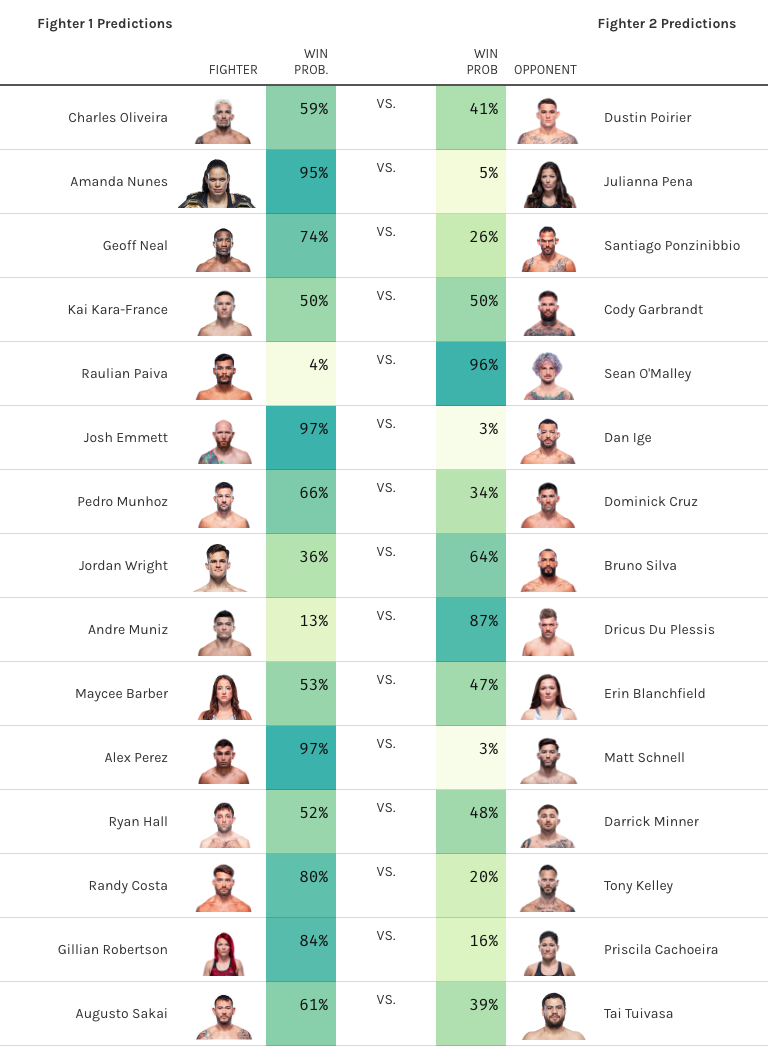 Fighter 1 Predictions Fighter 2 Predictions
WIN WIN
FIGHTER PROB. PROB OPPONENT
Charles Oliveira 59% VS. 41% Dustin Poirier
Amanda Nunes 95% VS. 5% Julianna Pena
Geoff Neal 74% VS. 26% Santiago Ponzinibbio
Kai Kara-France 50% VS. 50% Cody Garbrandt
Raulian Paiva 4% VS. 96% Sean O'Malley
Josh Emmett 97% VS. 3% Dan Ige
Pedro Munhoz 66% VS. 34% Dominick Cruz
Jordan Wright 36% VS. 64% Bruno Silva
Andre Muniz 13% VS. 87% Dricus Du Plessis
Maycee Barber 53% VS. 47% Erin Blanchfield
Alex Perez 97% VS. 3% Matt Schnell
Ryan Hall 52% VS. 48% Darrick Minner
Randy Costa 80% VS. 20% Tony Kelley
Gillian Robertson 84% VS. 16% Priscila Cachoeira
Augusto Sakai 61% VS. 39% Tai Tuivasa